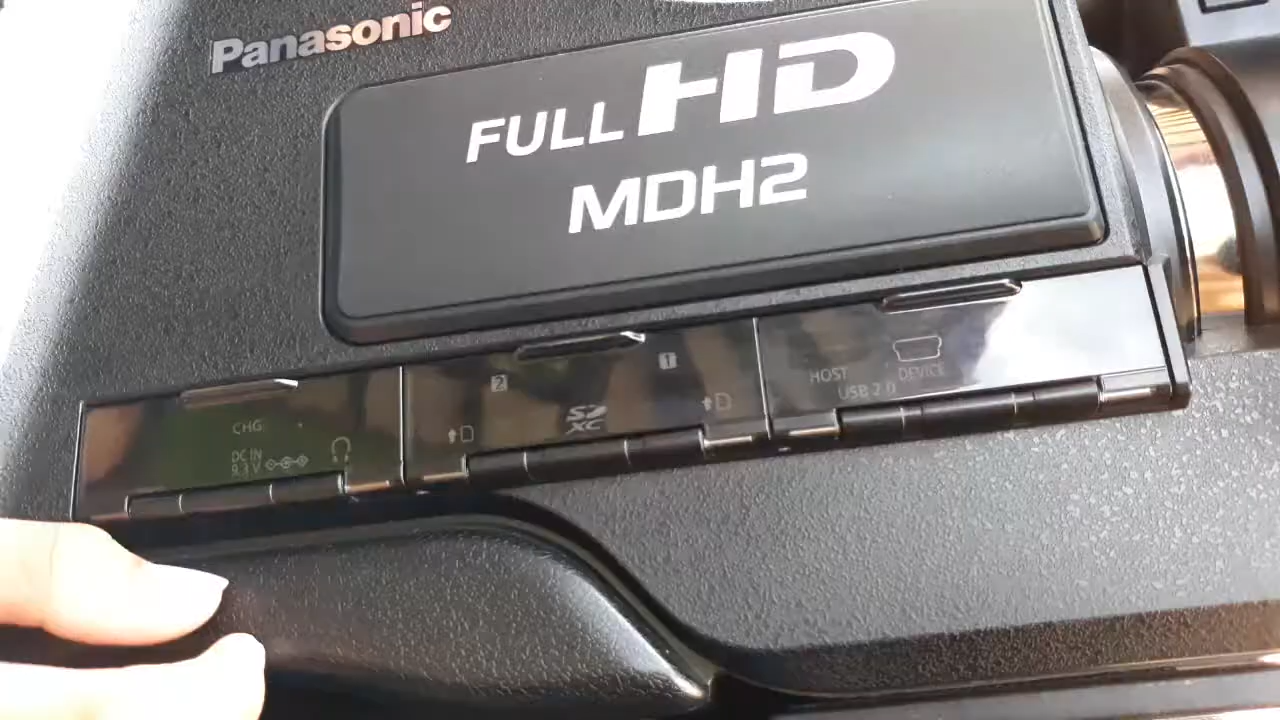 Panasonic
FULL HD
MDH2
CHG
DC IN
9.3 V
2
1
SD
XC
HOST
DEVICE
USB 2.0